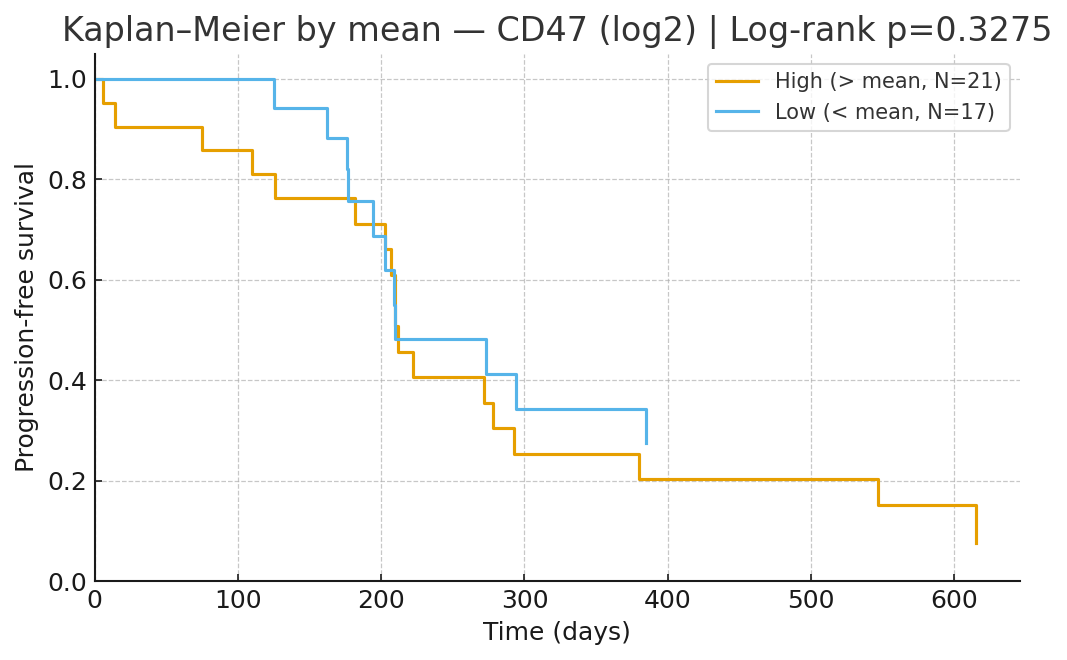 Kaplan–Meier by mean — CD47 (log2) | Log-rank p=0.3275
High (> mean, N=21)
Low (< mean, N=17)
Progression-free survival
1.0
0.8
0.6
0.4
0.2
0.0
0 100 200 300 400 500 600
Time (days)